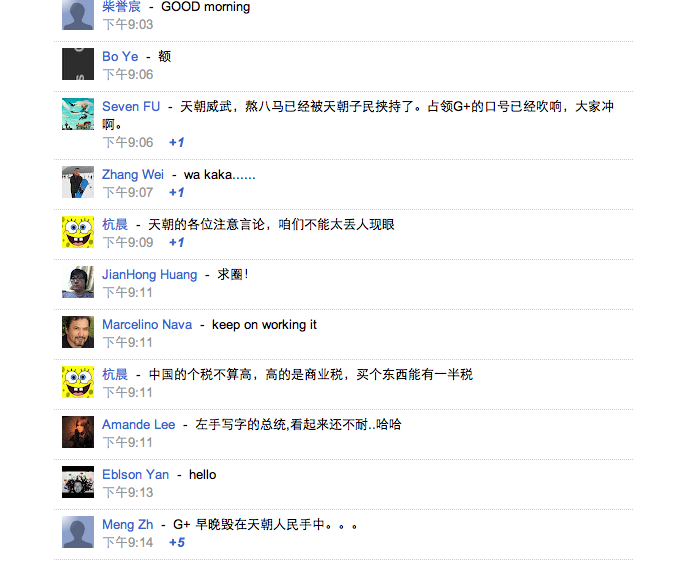 柴誉宸 - GOOD morning
下午9:03
Bo Ye - 额
下午9:06
Seven FU - 天朝威武，熬八马已经被天朝子民挟持了。占领G+的口号已经吹响，大家冲
啊。
下午9:06 +1
Zhang Wei - wa kaka......
下午9:07 +1
杭晨 - 天朝的各位注意言论，咱们不能太丢人现眼
下午9:09 +1
JianHong Huang - 求圈！
下午9:11
Marcelino Nava - keep on working it
下午9:11
杭晨 - 中国的个税不算高，高的是商业税，买个东西能有一半税
下午9:11
Amande Lee - 左手写字的总统,看起来还不耐..哈哈
下午9:11
Eblson Yan - hello
下午9:13
Meng Zh - G+ 早晚毁在天朝人民手中。。。
下午9:14 +5